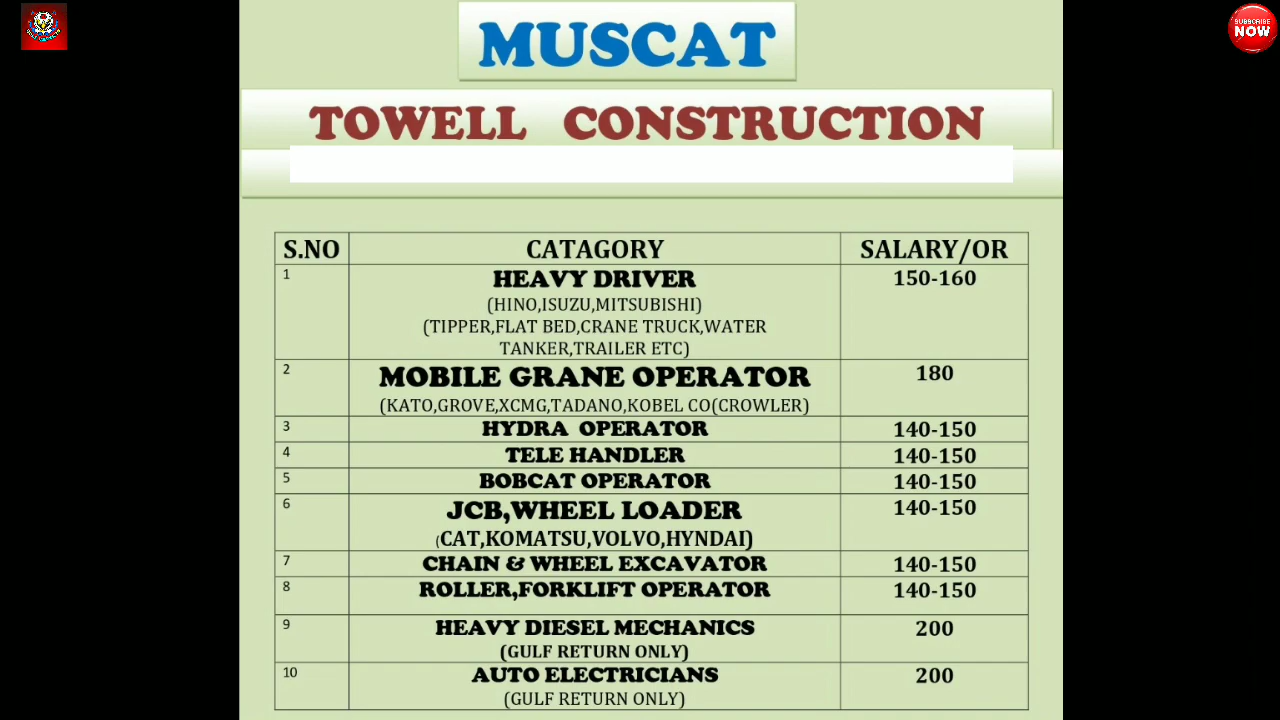 SUBSCRIBE
NOW
MUSCAT
TOWELL CONSTRUCTION
S.NO CATAGORY SALARY/OR
1 HEAVY DRIVER 150-160
(HINO,ISUZU,MITSUBISHI)
(TIPPER,FLAT BED,CRANE TRUCK,WATER
TANKER,TRAILER ETC)
2 MOBILE GRANE OPERATOR 180
(KATO,GROVE,XCMG,TADANO,KOBEL CO(CROWLER)
3 HYDRA OPERATOR 140-150
4 TELE HANDLER 140-150
5 BOBCAT OPERATOR 140-150
6 JCB,WHEEL LOADER 140-150
(CAT,KOMATSU,VOLVO,HYNDAI)
7 CHAIN & WHEEL EXCAVATOR 140-150
8 ROLLER,FORKLIFT OPERATOR 140-150
9 HEAVY DIESEL MECHANICS 200
(GULF RETURN ONLY)
10 AUTO ELECTRICIANS 200
(GULF RETURN ONLY)